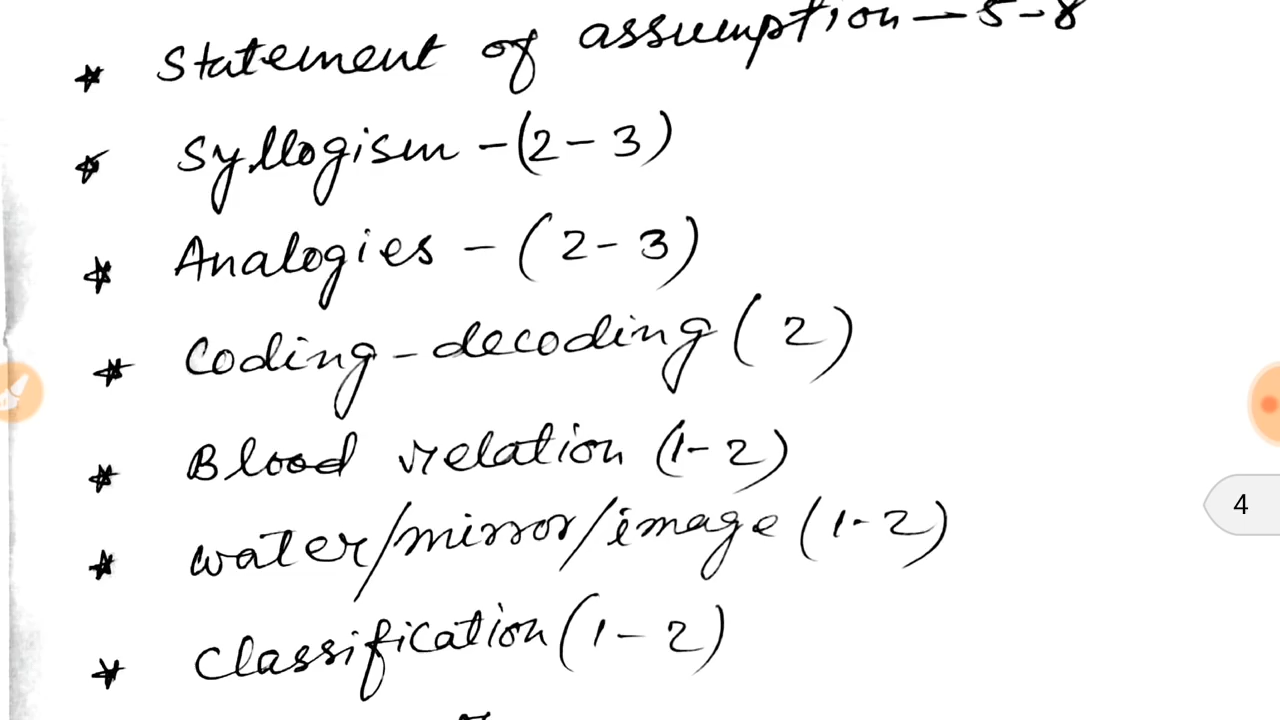 * Statement of assumption - 5-8
* Syllogism - (2-3)
* Analogies - (2-3)
* Coding-decoding (2)
* Blood relation (1-2)
4
* water/mirror/image (1-2)
* Classification (1-2)